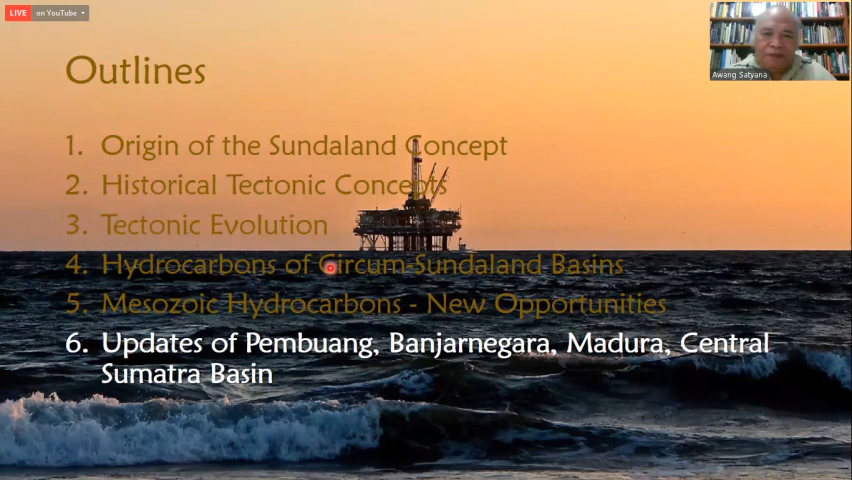 LIVE on YouTube
Awang Satyana
Outlines
1. Origin of the Sundaland Concept
2. Historical Tectonic Concepts
3. Tectonic Evolution
4. Hydrocarbons of Circum-Sundaland Basins
5. Mesozoic Hydrocarbons - New Opportunities
6. Updates of Pembuang, Banjarnegara, Madura, Central
Sumatra Basin